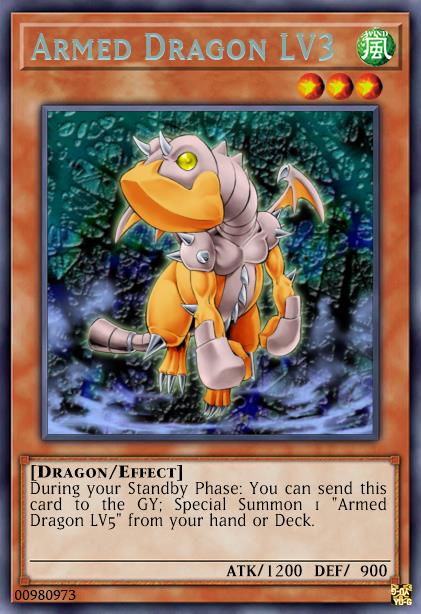 Armed Dragon LV3
WIND
風
[Dragon/Effect]
During your Standby Phase: You can send this
card to the GY; Special Summon 1 "Armed
Dragon LV5" from your hand or Deck.
ATK/1200 DEF/ 900
00980973